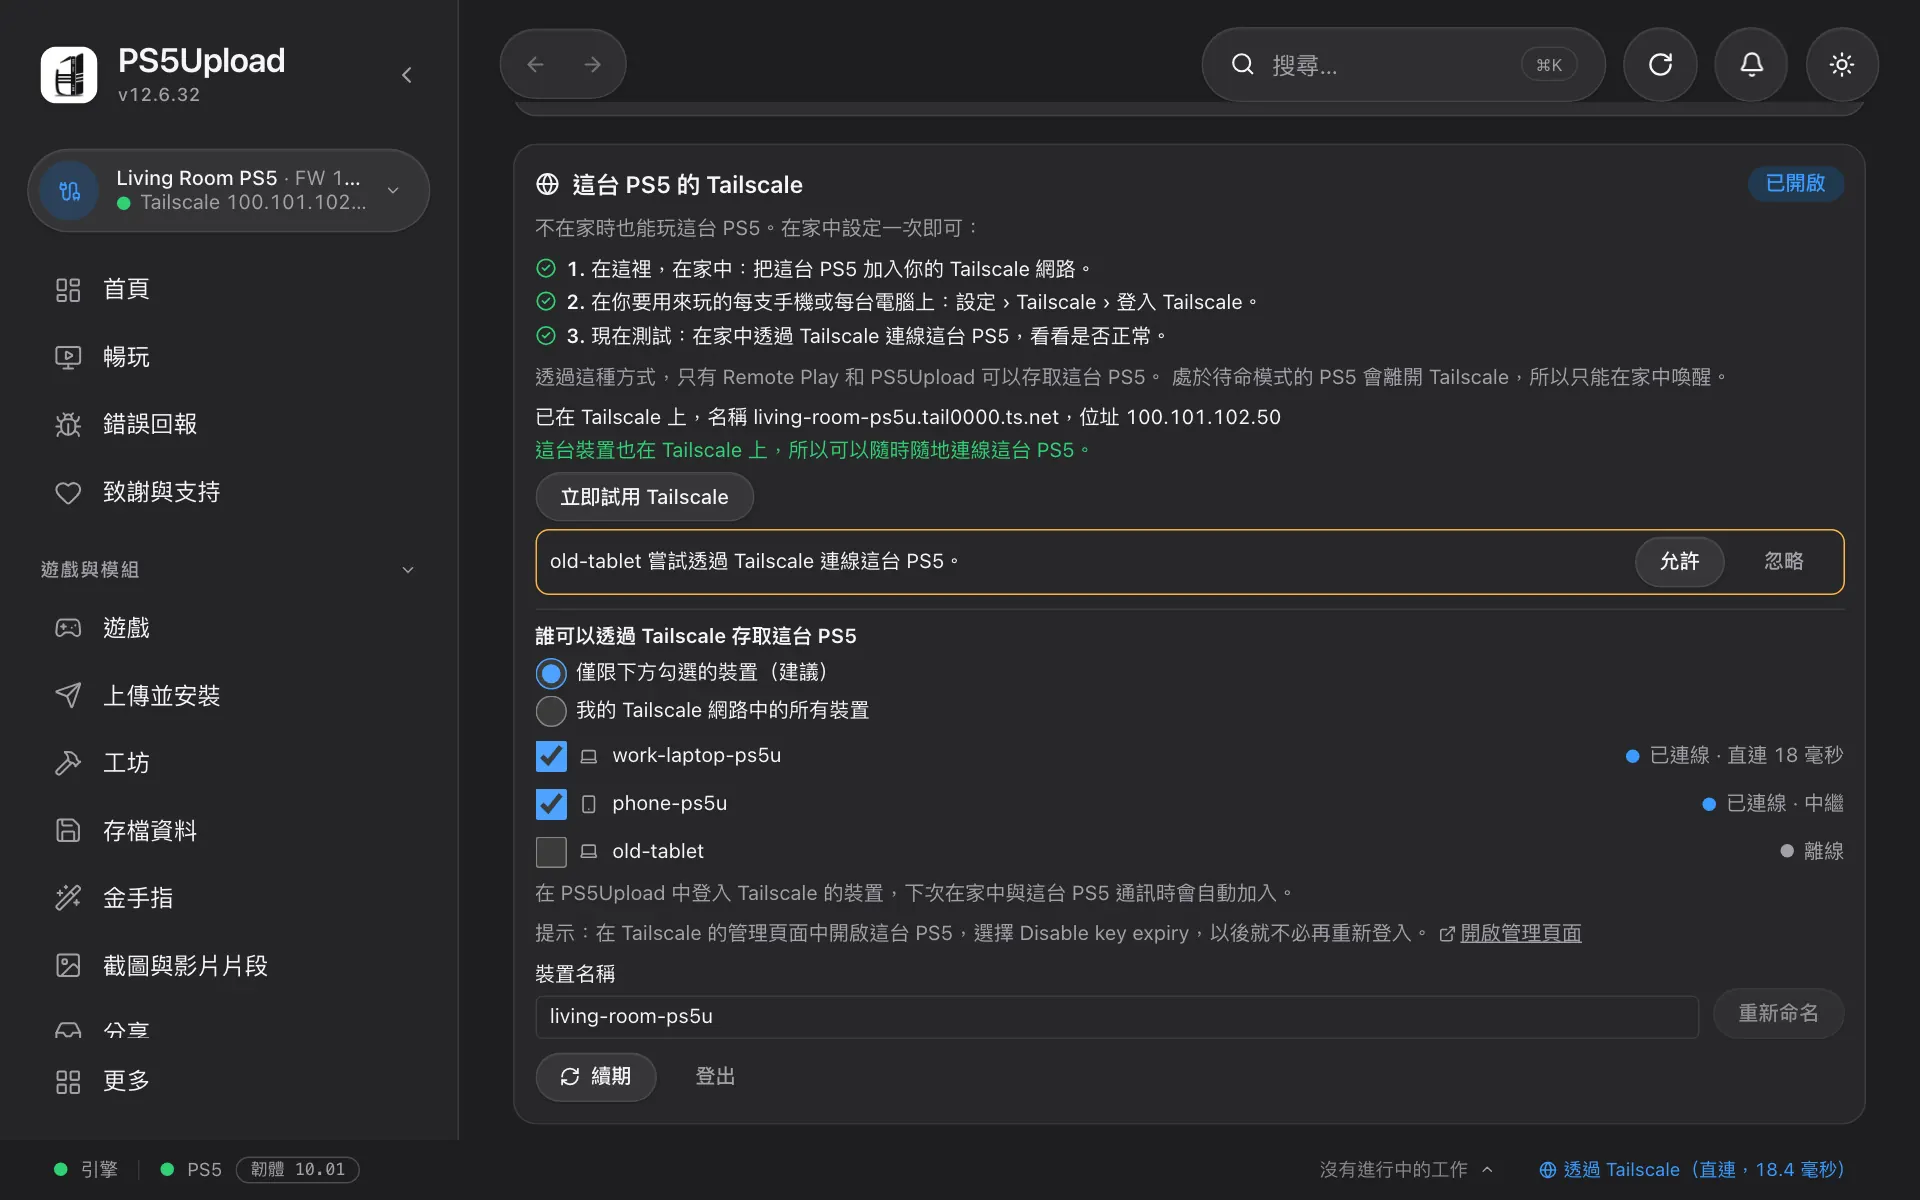 PS5Upload
v12.6.32
搜尋...
⌘K
Living Room PS5 · FW 1...
Tailscale 100.101.102...
首頁
暢玩
錯誤回報
致謝與支持
遊戲與模組
遊戲
上傳並安裝
工坊
存檔資料
金手指
截圖與影片片段
分享
更多
這台 PS5 的 Tailscale
已開啟
不在家時也能玩這台 PS5。在家中設定一次即可：
1. 在這裡，在家中：把這台 PS5 加入你的 Tailscale 網路。
2. 在你要用來玩的每支手機或每台電腦上：設定 › Tailscale › 登入 Tailscale。
3. 現在測試：在家中透過 Tailscale 連線這台 PS5，看看是否正常。
透過這種方式，只有 Remote Play 和 PS5Upload 可以存取這台 PS5。 處於待命模式的 PS5 會離開 Tailscale，所以只能在家中喚醒。
已在 Tailscale 上，名稱 living-room-ps5u.tail0000.ts.net，位址 100.101.102.50
這台裝置也在 Tailscale 上，所以可以隨時隨地連線這台 PS5。
立即試用 Tailscale
old-tablet 嘗試透過 Tailscale 連線這台 PS5。
允許
忽略
誰可以透過 Tailscale 存取這台 PS5
僅限下方勾選的裝置（建議）
我的 Tailscale 網路中的所有裝置
work-laptop-ps5u
已連線 · 直連 18 毫秒
phone-ps5u
已連線 · 中繼
old-tablet
離線
在 PS5Upload 中登入 Tailscale 的裝置，下次在家中與這台 PS5 通訊時會自動加入。
提示：在 Tailscale 的管理頁面中開啟這台 PS5，選擇 Disable key expiry，以後就不必再重新登入。 開啟管理頁面
裝置名稱
living-room-ps5u
重新命名
續期
登出
引擎
PS5
韌體 10.01
沒有進行中的工作
透過 Tailscale（直連，18.4 毫秒）